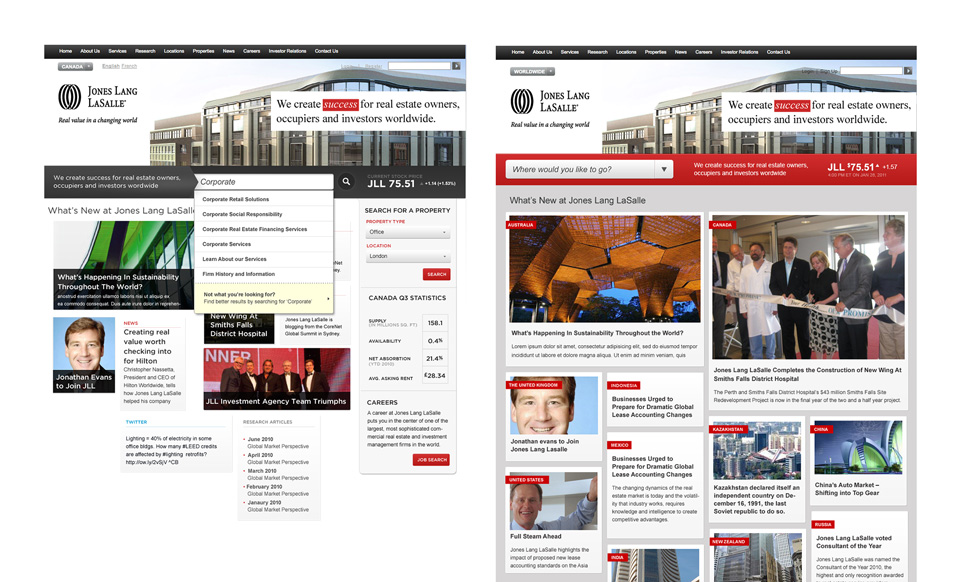 Home About Us Services Research Locations Properties News Careers Investor Relations Contact Us
CANADA
English French
JONES LANG
LASALLE®
Real value in a changing world
We create success for real estate owners,
occupiers and investors worldwide.
We create success for real estate owners,
occupiers and investors wordwide
Corporate
CURRENT STOCK PRICE
JLL 75.51 +1.14 (+1.53%)
Corporate Retail Solutions
Corporate Social Responsibility
Corporate Real Estate Financing Services
Corporate Services
Learn About our Services
Firm History and Information
Not what you're looking for?
Find better results by searching for 'Corporate'
What's New at Jones Lang LaSalle
What's Happening In Sustainability
Throughout The World?
anostrud exercitation ullamco laboris nisi ut aliquip ex
ea commodo consequat. Duis aute irure dolor in reprehen-
NEWS
Creating real
value worth
checking into
for Hilton
Christopher Nassetta,
President and CEO of
Hilton Worldwide, tells
how Jones Lang LaSalle
helped his company
Jonathan Evans
to Join JLL
New Wing At
Smiths Falls
District Hospital
Jones Lang LaSalle is
blogging from the CoreNet
Global Summit in Sydney.
JLL Investment Agency Team Triumphs
TWITTER
Lighting = 40% of electricity in some
office bldgs. How many #LEED credits
are affected by #lighting retrofits?
http://ow.ly/2vSjV ^CB
RESEARCH ARTICLES
June 2010
Global Market Perspective
April 2010
Global Market Perspective
March 2010
Global Market Perspective
February 2010
Global Market Perspective
Janaury 2010
Global Market Perspective
SEARCH FOR A PROPERTY
PROPERTY TYPE
Office
LOCATION
London
SEARCH
CANADA Q3 STATISTICS
SUPPLY
(IN MILLIONS SQ. FT) 158.1
AVAILABILITY 0.4%
NET ABSORBTION
(YTD 2010) 21.4%
AVG. ASKING RENT £28.34
CAREERS
A career at Jones Lang LaSalle
puts you in the center of one of the
largest, most sophisticated com-
mercial real estate and investment
management firms in the world.
JOB SEARCH
Home About Us Services Research Locations Properties News Careers Investor Relations Contact Us
WORLDWIDE
Login | Sign Up
JONES LANG
LASALLE®
Real value in a changing world
We create success for real estate owners,
occupiers and investors worldwide.
Where would you like to go?
We create success for real estate owners,
occupiers and investors worldwide
JLL $75.51 +1.57
4:00 PM ET ON JAN 28, 2011
What's New at Jones Lang LaSalle
AUSTRALIA
What's Happening In Sustainability Throughout the World?
Lorem ipsum dolor sit amet, consectetur adipisicing elit, sed do eiusmod tempor
incididunt ut labore et dolore magna aliqua. Ut enim ad minim veniam, quis
CANADA
Jones Lang LaSalle Completes the Construction of New Wing At
Smiths Falls District Hospital
The Perth and Smiths Falls District Hospital's $43 million Smiths Falls Site
Redevelopment Project is now in the final year of the two and a half year project.
THE UNITED KINGDOM
Jonathan evans to Join
Jones Lang Lasalle
INDONESIA
Businesses Urged to
Prepare for Dramatic Global
Lease Accounting Changes
MEXICO
Businesses Urged to
Prepare for Dramatic Global
Lease Accounting Changes
The changing dynamics of the real
estate market is today and the volatil-
ity that industry works, requires
knowledge and intelligence to create
competitive advantages.
UNITED STATES
Full Steam Ahead
Jones Lang LaSalle highlights the
impact of proposed new lease
accounting standards on the Asia
INDIA
KAZAKHSTAN
Kazakhstan declared itself an
independent country on De-
cember 16, 1991, the last
Soviet republic to do so.
NEW ZEALAND
CHINA
China's Auto Market –
Shifting into Top Gear
RUSSIA
Jones Lang LaSalle voted
Consultant of the Year
Jones Lang LaSalle was named the
Consultant of the Year 2010, the
highest and only recognition awarded